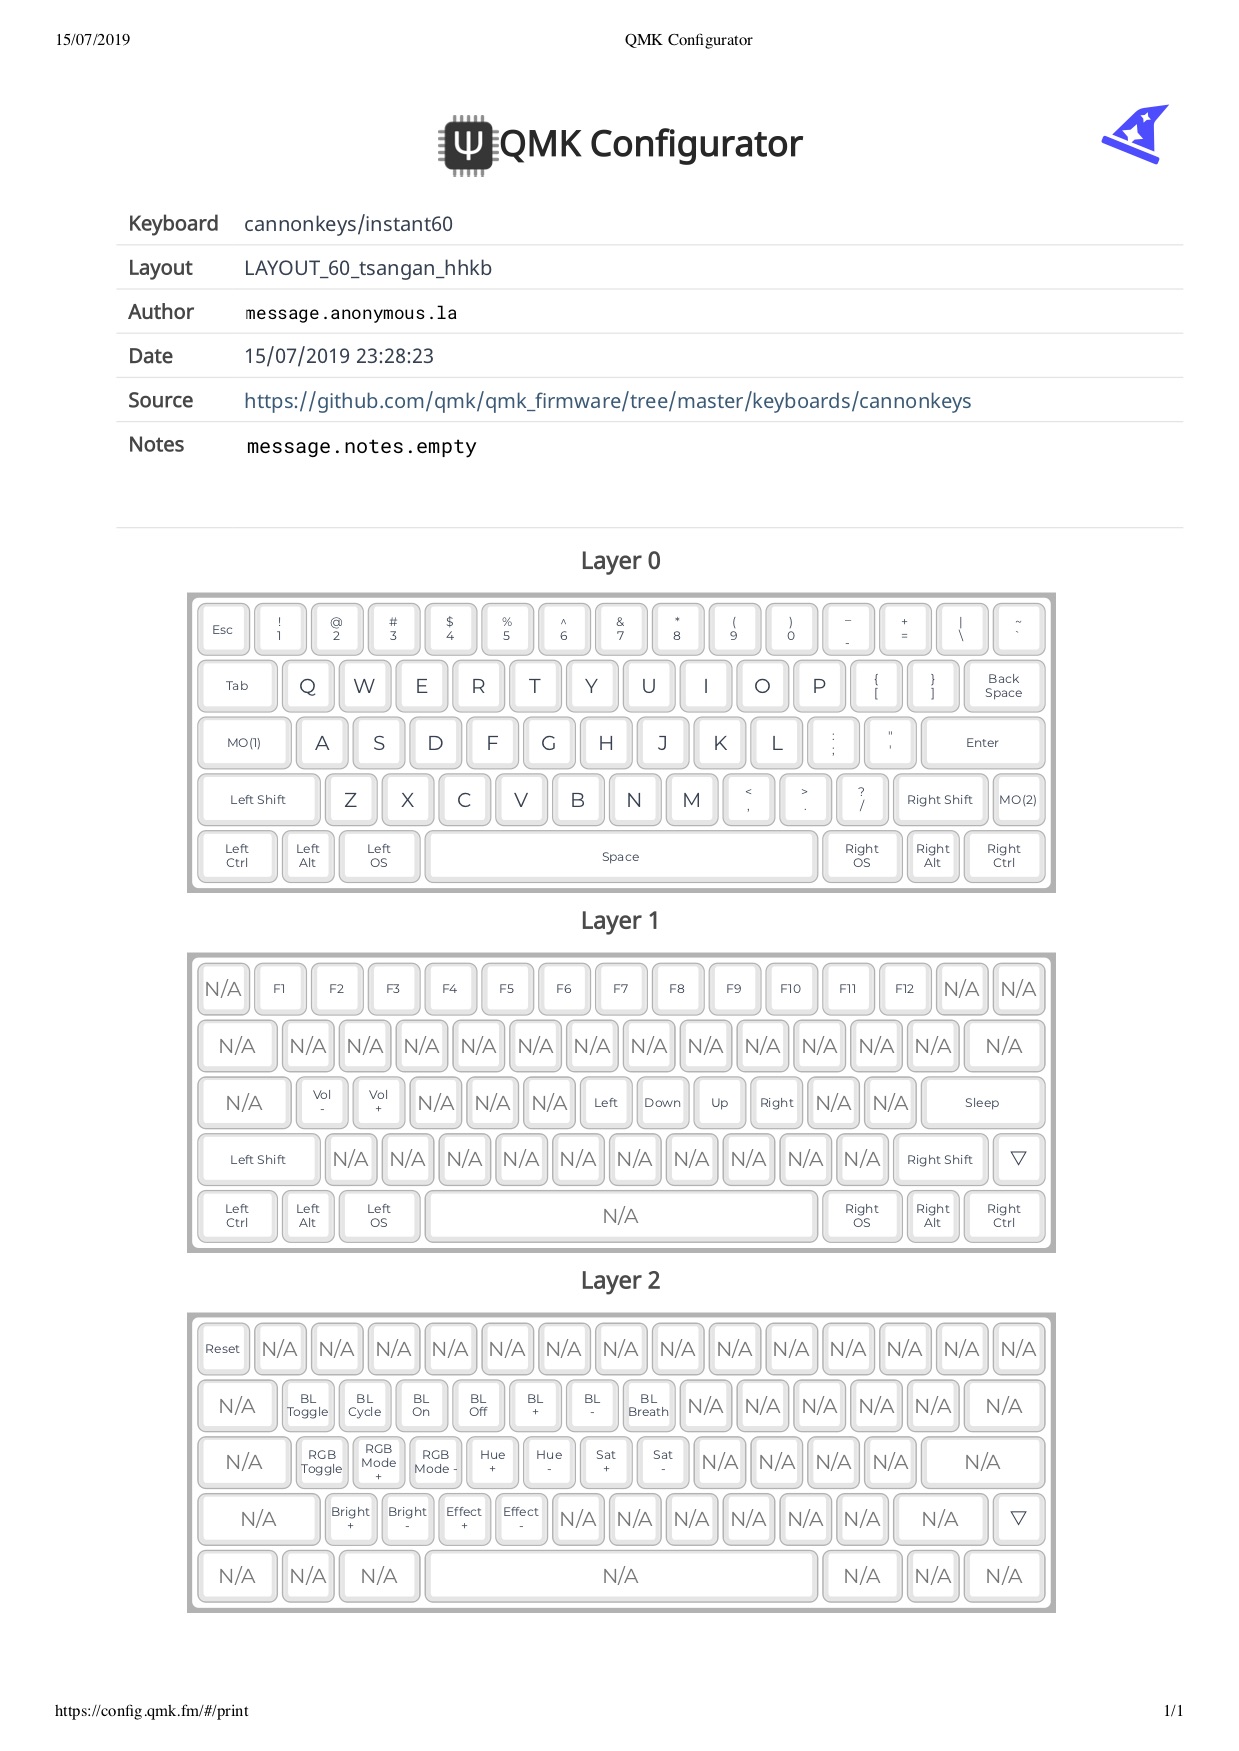 15/07/2019 QMK Configurator
QMK Configurator
Keyboard cannonkeys/instant60
Layout LAYOUT_60_tsangan_hhkb
Author message.anonymous.la
Date 15/07/2019 23:28:23
Source https://github.com/qmk/qmk_firmware/tree/master/keyboards/cannonkeys
Notes message.notes.empty
Layer 0
Esc ! 1 @ 2 # 3 $ 4 % 5 ^ 6 & 7 * 8 ( 9 ) 0 _ - + = | \ ~ `
Tab Q W E R T Y U I O P { [ } ] Back Space
MO(1) A S D F G H J K L : ; " ' Enter
Left Shift Z X C V B N M < , > . ? / Right Shift MO(2)
Left Ctrl Left Alt Left OS Space Right OS Right Alt Right Ctrl
Layer 1
N/A F1 F2 F3 F4 F5 F6 F7 F8 F9 F10 F11 F12 N/A N/A
N/A N/A N/A N/A N/A N/A N/A N/A N/A N/A N/A N/A N/A N/A
N/A Vol - Vol + N/A N/A N/A Left Down Up Right N/A N/A Sleep
Left Shift N/A N/A N/A N/A N/A N/A N/A N/A N/A N/A Right Shift ▽
Left Ctrl Left Alt Left OS N/A Right OS Right Alt Right Ctrl
Layer 2
Reset N/A N/A N/A N/A N/A N/A N/A N/A N/A N/A N/A N/A N/A N/A
N/A BL Toggle BL Cycle BL On BL Off BL + BL - BL Breath N/A N/A N/A N/A N/A N/A
N/A RGB Toggle RGB Mode + RGB Mode - Hue + Hue - Sat + Sat - N/A N/A N/A N/A N/A
N/A Bright + Bright - Effect + Effect - N/A N/A N/A N/A N/A N/A N/A ▽
N/A N/A N/A N/A N/A N/A N/A
https://config.qmk.fm/#/print 1/1